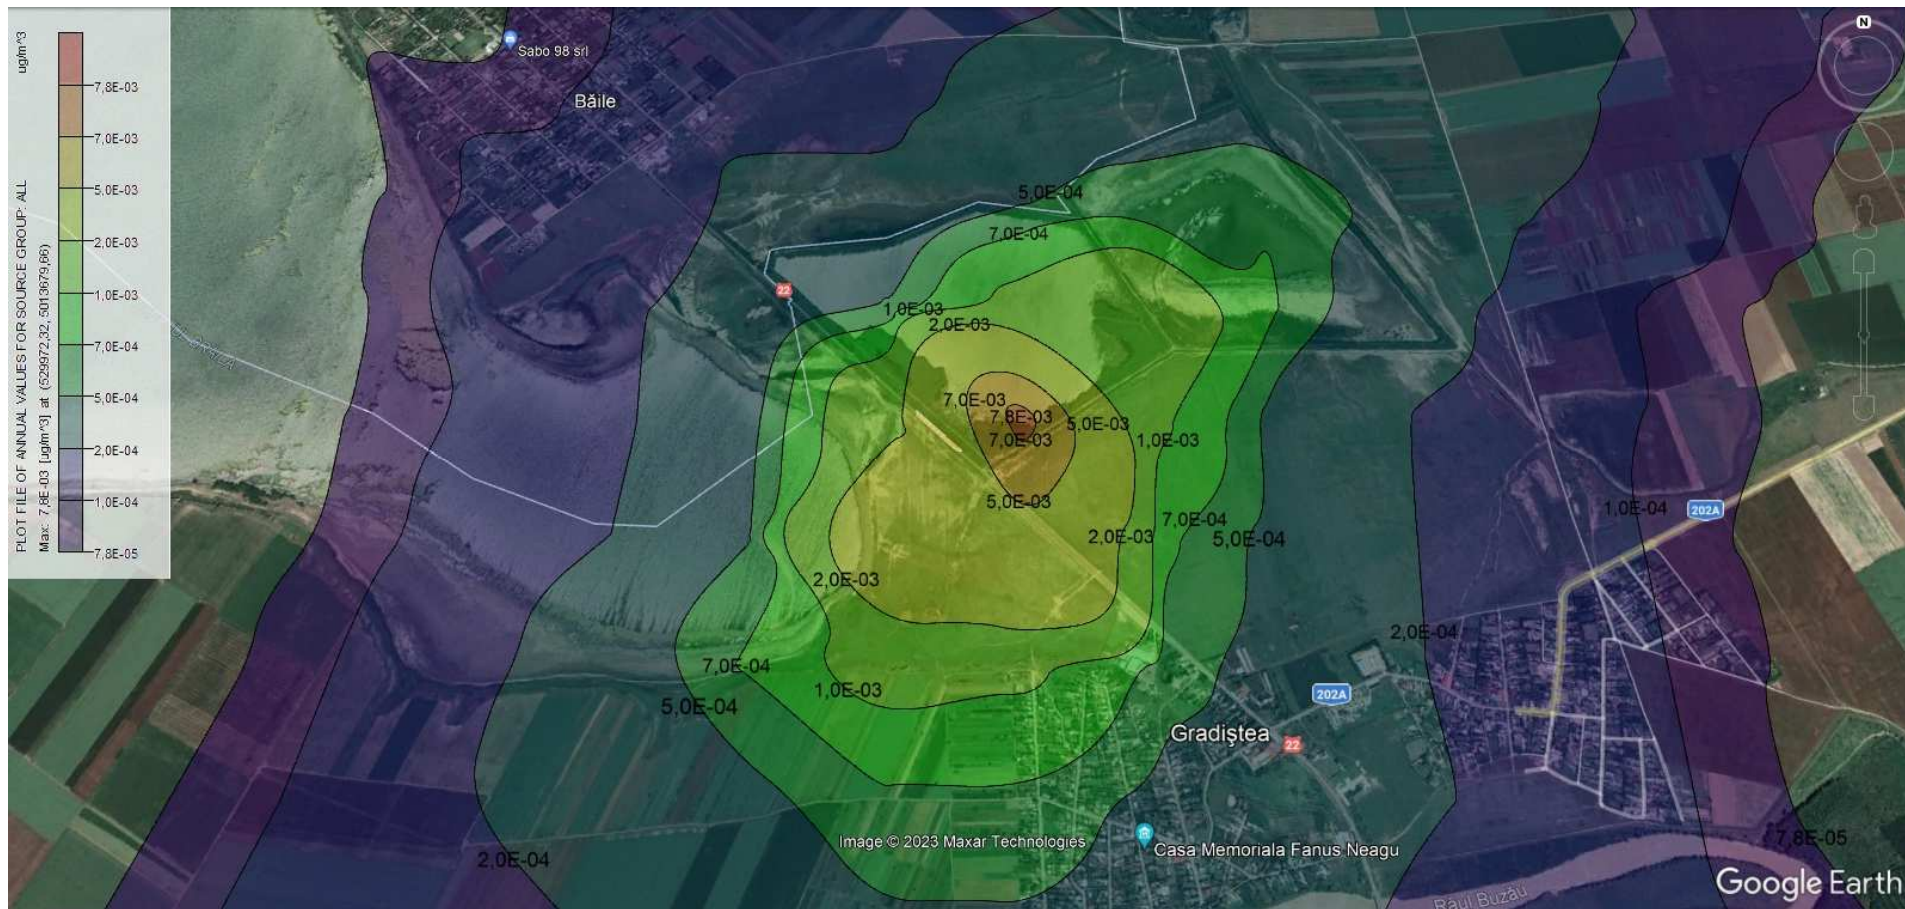 ug/m^3
PLOT FILE OF ANNUAL VALUES FOR SOURCE GROUP: ALL
Max: 7,8E-03 [ug/m^3] at (529972,32, 5013679,66)
7,8E-03
7,0E-03
5,0E-03
2,0E-03
1,0E-03
7,0E-04
5,0E-04
2,0E-04
1,0E-04
7,8E-05
N
Sabo 98 srl
Băile
5,0E-04
7,0E-04
22
1,0E-03
2,0E-03
7,0E-03
7,8E-03
5,0E-03
7,0E-03
1,0E-03
5,0E-03
1,0E-04
202A
7,0E-04
2,0E-03
5,0E-04
2,0E-03
2,0E-04
7,0E-04
1,0E-03
202A
5,0E-04
Gradiştea
22
Image © 2023 Maxar Technologies
Casa Memoriala Fanus Neagu
7,8E-05
2,0E-04
Google Earth
Râul Buzău